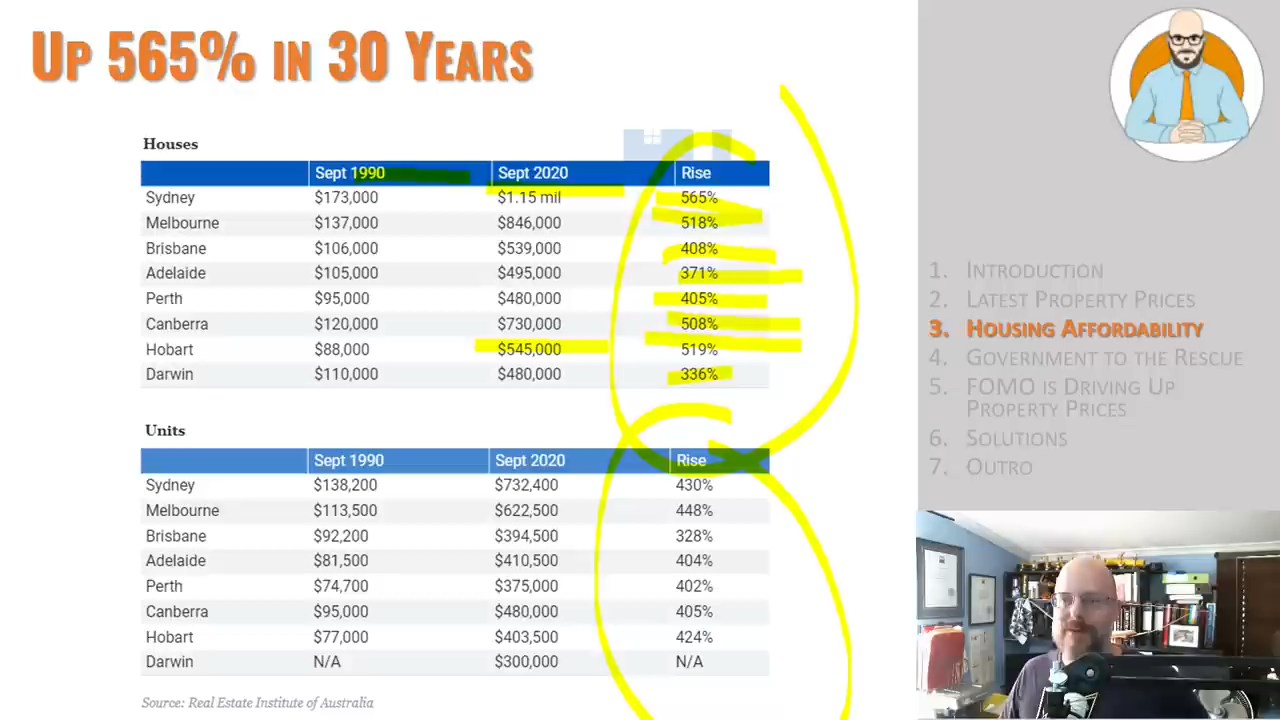 UP 565% IN 30 YEARS
Houses
Sept 1990 Sept 2020 Rise
Sydney $173,000 $1.15 mil 565%
Melbourne $137,000 $846,000 518%
Brisbane $106,000 $539,000 408%
Adelaide $105,000 $495,000 371%
Perth $95,000 $480,000 405%
Canberra $120,000 $730,000 508%
Hobart $88,000 $545,000 519%
Darwin $110,000 $480,000 336%
Units
Sept 1990 Sept 2020 Rise
Sydney $138,200 $732,400 430%
Melbourne $113,500 $622,500 448%
Brisbane $92,200 $394,500 328%
Adelaide $81,500 $410,500 404%
Perth $74,700 $375,000 402%
Canberra $95,000 $480,000 405%
Hobart $77,000 $403,500 424%
Darwin N/A $300,000 N/A
Source: Real Estate Institute of Australia
1. INTRODUCTION
2. LATEST PROPERTY PRICES
3. HOUSING AFFORDABILITY
4. GOVERNMENT TO THE RESCUE
5. FOMO IS DRIVING UP
PROPERTY PRICES
6. SOLUTIONS
7. OUTRO